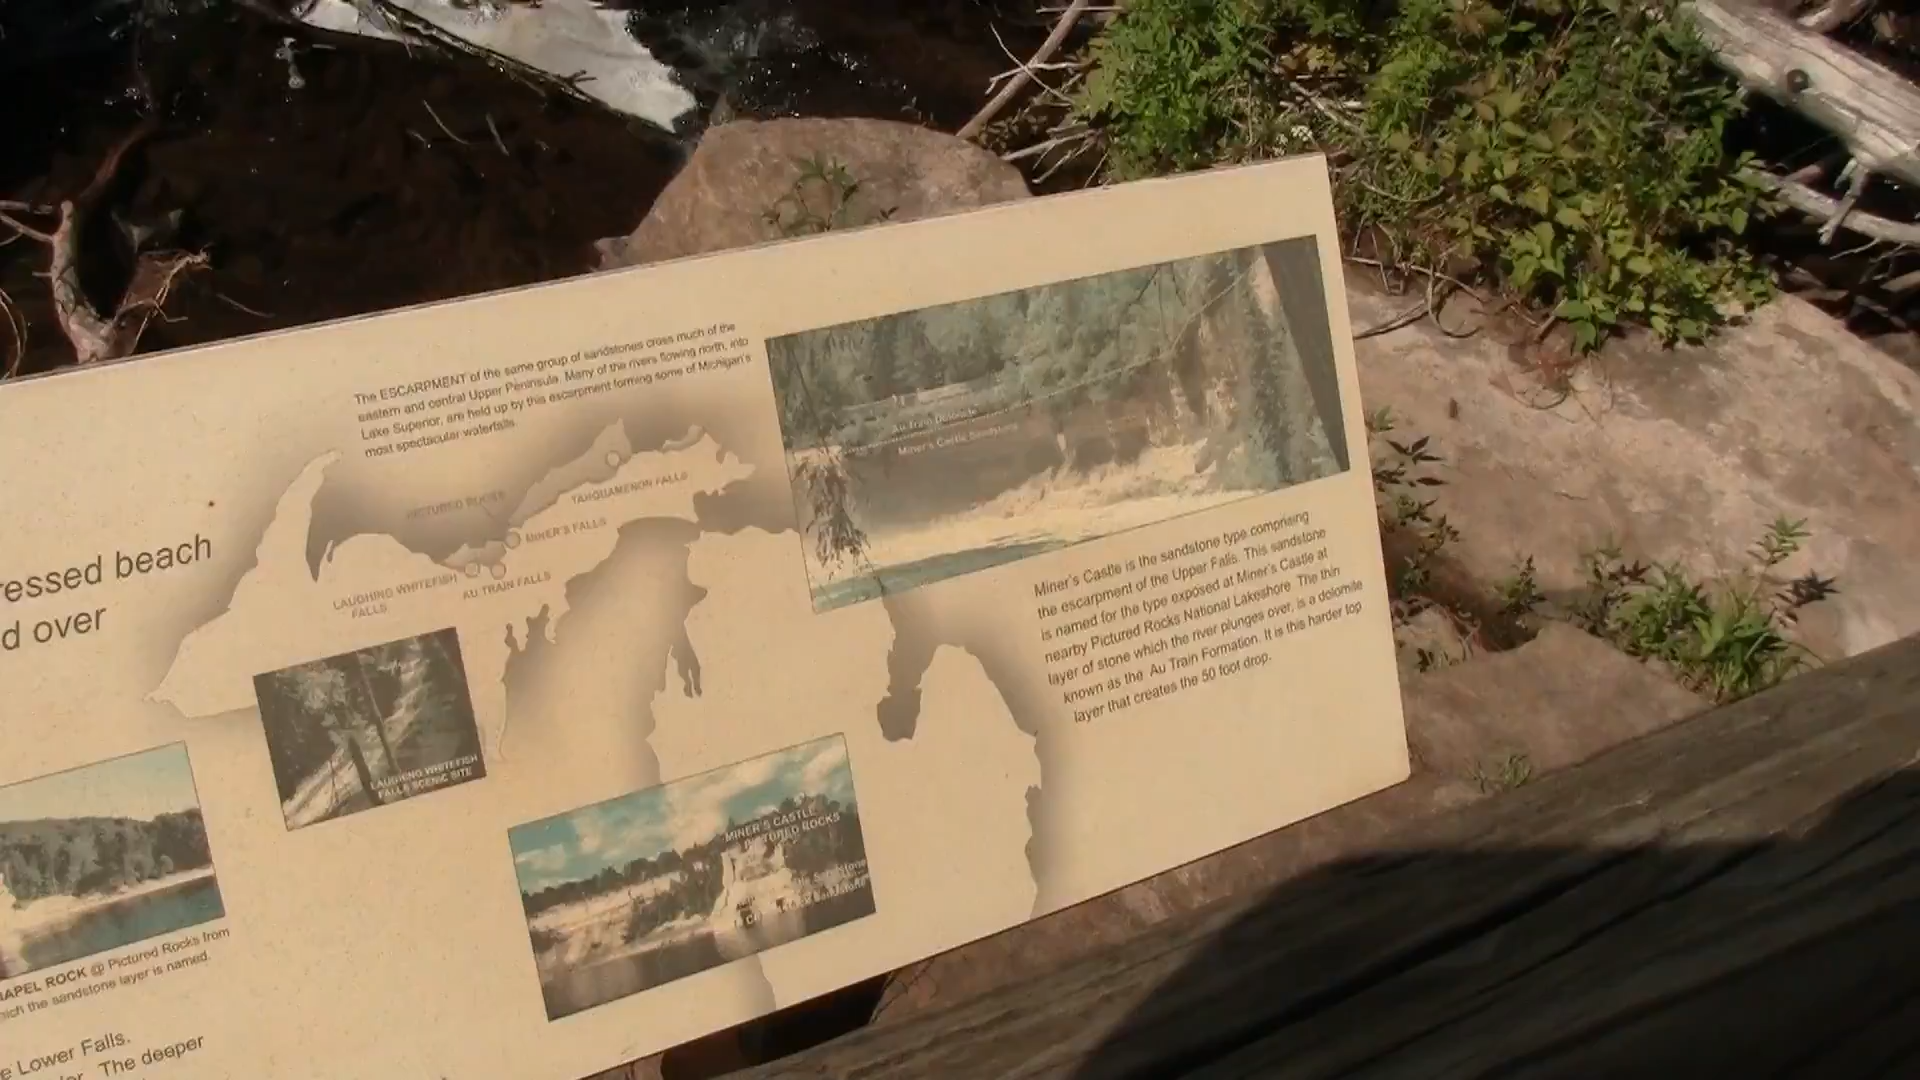 The ESCARPMENT of the same group of sandstones cross much of the
eastern and central Upper Peninsula. Many of the rivers flowing north, into
Lake Superior, are held up by this escarpment forming some of Michigan's
most spectacular waterfalls.
PICTURED ROCKS
TAHQUAMENON FALLS
MINER'S FALLS
LAUGHING WHITEFISH
FALLS
AU TRAIN FALLS
ressed beach
d over
Au Train Dolomite
Miner's Castle Sandstone
Miner's Castle is the sandstone type comprising
the escarpment of the Upper Falls. This sandstone
is named for the type exposed at Miner's Castle at
nearby Pictured Rocks National Lakeshore. The thin
layer of stone which the river plunges over, is a dolomite
known as the Au Train Formation. It is this harder top
layer that creates the 50 foot drop.
LAUGHING WHITEFISH
FALLS SCENIC SITE
MINER'S CASTLE
PICTURED ROCKS
Sandstone
Sandstone
APEL ROCK @ Pictured Rocks from
hich the sandstone layer is named.
e Lower Falls.
The deeper